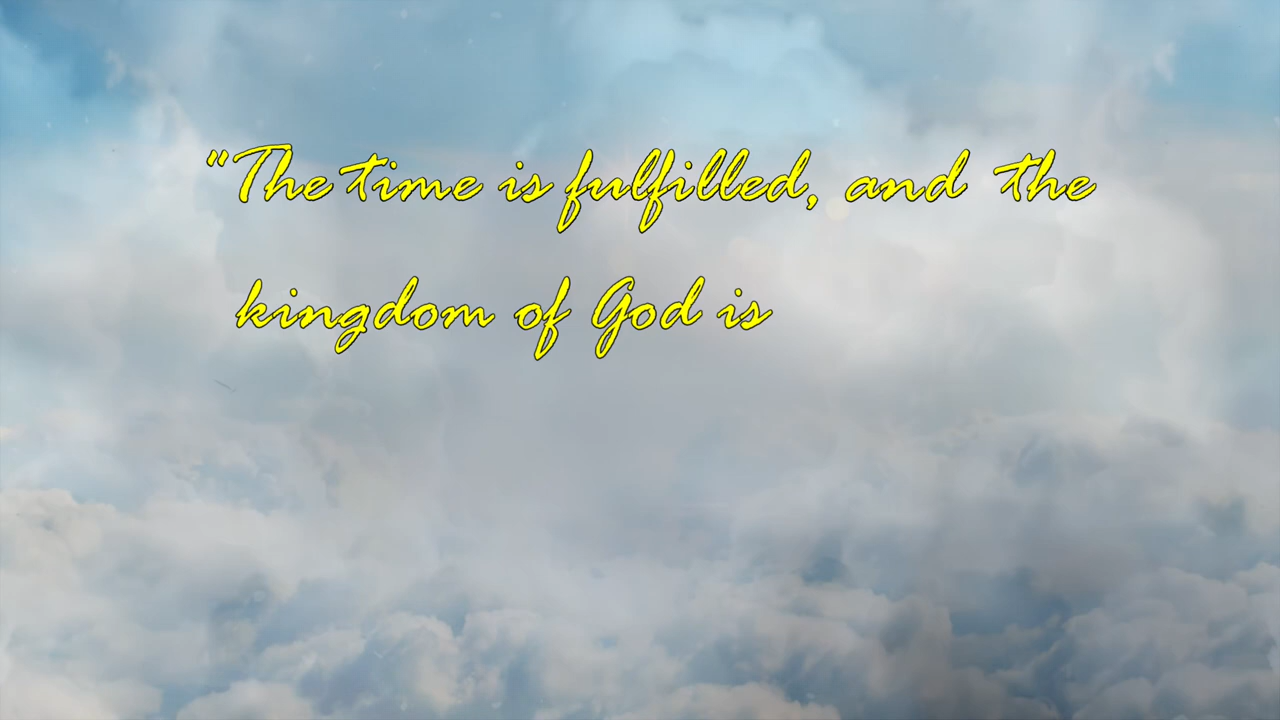 “The time is fulfilled, and the
kingdom of God is